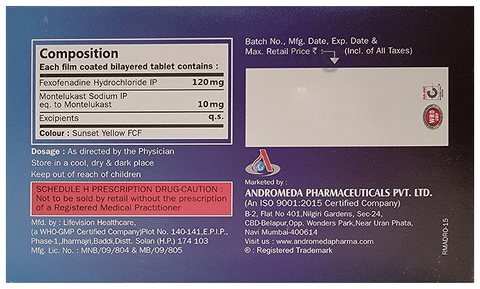 Composition
Each film coated bilayered tablet contains :
Fexofenadine Hydrochloride IP 120mg
Montelukast Sodium IP
eq. to Montelukast 10mg
Excipients q.s.
Colour : Sunset Yellow FCF
Dosage : As directed by the Physician
Store in a cool, dry & dark place
Keep out of reach of children
SCHEDULE H PRESCRIPTION DRUG-CAUTION :
Not to be sold by retail without the prescription
of a Registered Medical Practitioner
Mfd. by : Lifevision Healthcare,
(a WHO-GMP Certified Company)Plot No. 140-141,E.P.I.P.,
Phase-1,Jharmajri,Baddi,Distt. Solan (H.P.) 174 103
Mfg. Lic. No. : MNB/09/804 & MB/09/805
Batch No., Mfg. Date, Exp. Date &
Max. Retail Price ₹ : (Incl. of All Taxes)
WHO
Marketed by :
ANDROMEDA PHARMACEUTICALS PVT. LTD.
(An ISO 9001:2015 Certified Company)
B-2, Flat No 401,Nilgiri Gardens, Sec-24,
CBD-Belapur,Opp. Wonders Park,Near Uran Phata,
Navi Mumbai-400614
Visit us : www.andromedapharma.com
® : Registered Trademark
RMADRO-15